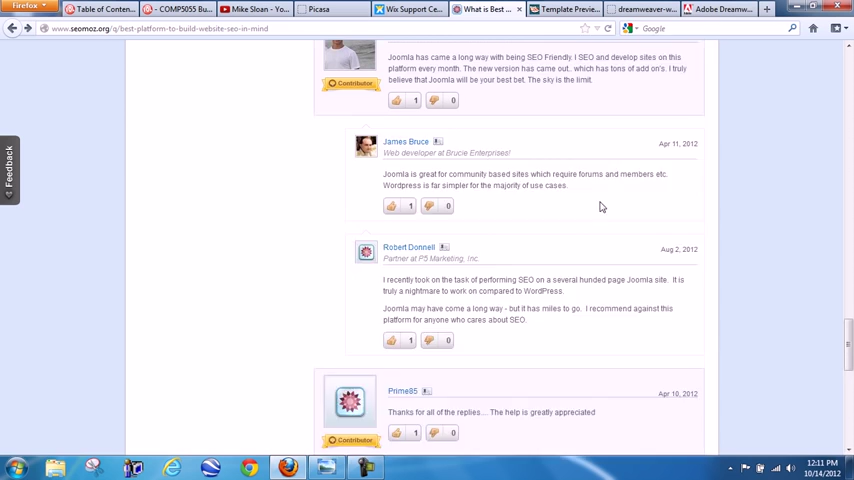 Firefox
Table of Conten...
- COMP5055 Bu...
Mike Sloan - Yo...
Picasa
Wix Support Ce...
What is Best ...
Template Previe...
dreamweaver-w...
Adobe Dreamw...
www.seomoz.org/q/best-platform-to-build-website-seo-in-mind
Google
Feedback
Joomla has came a long way with being SEO Friendly. I SEO and develop sites on this
platform every month. The new version has came out.. which has tons of add on's. I truly
believe that Joomla will be your best bet. The sky is the limit.
Contributor
1
0
James Bruce
Apr 11, 2012
Web developer at Brucie Enterprises!
Joomla is great for community based sites which require forums and members etc.
Wordpress is far simpler for the majority of use cases.
1
0
Robert Donnell
Aug 2, 2012
Partner at P5 Marketing, Inc.
I recently took on the task of performing SEO on a several hunded page Joomla site. It is
truly a nightmare to work on compared to WordPress.
Joomla may have come a long way - but it has miles to go. I recommend against this
platform for anyone who cares about SEO.
1
0
Prime85
Apr 10, 2012
Thanks for all of the replies.... The help is greatly appreciated
Contributor
1
0
12:11 PM
10/14/2012